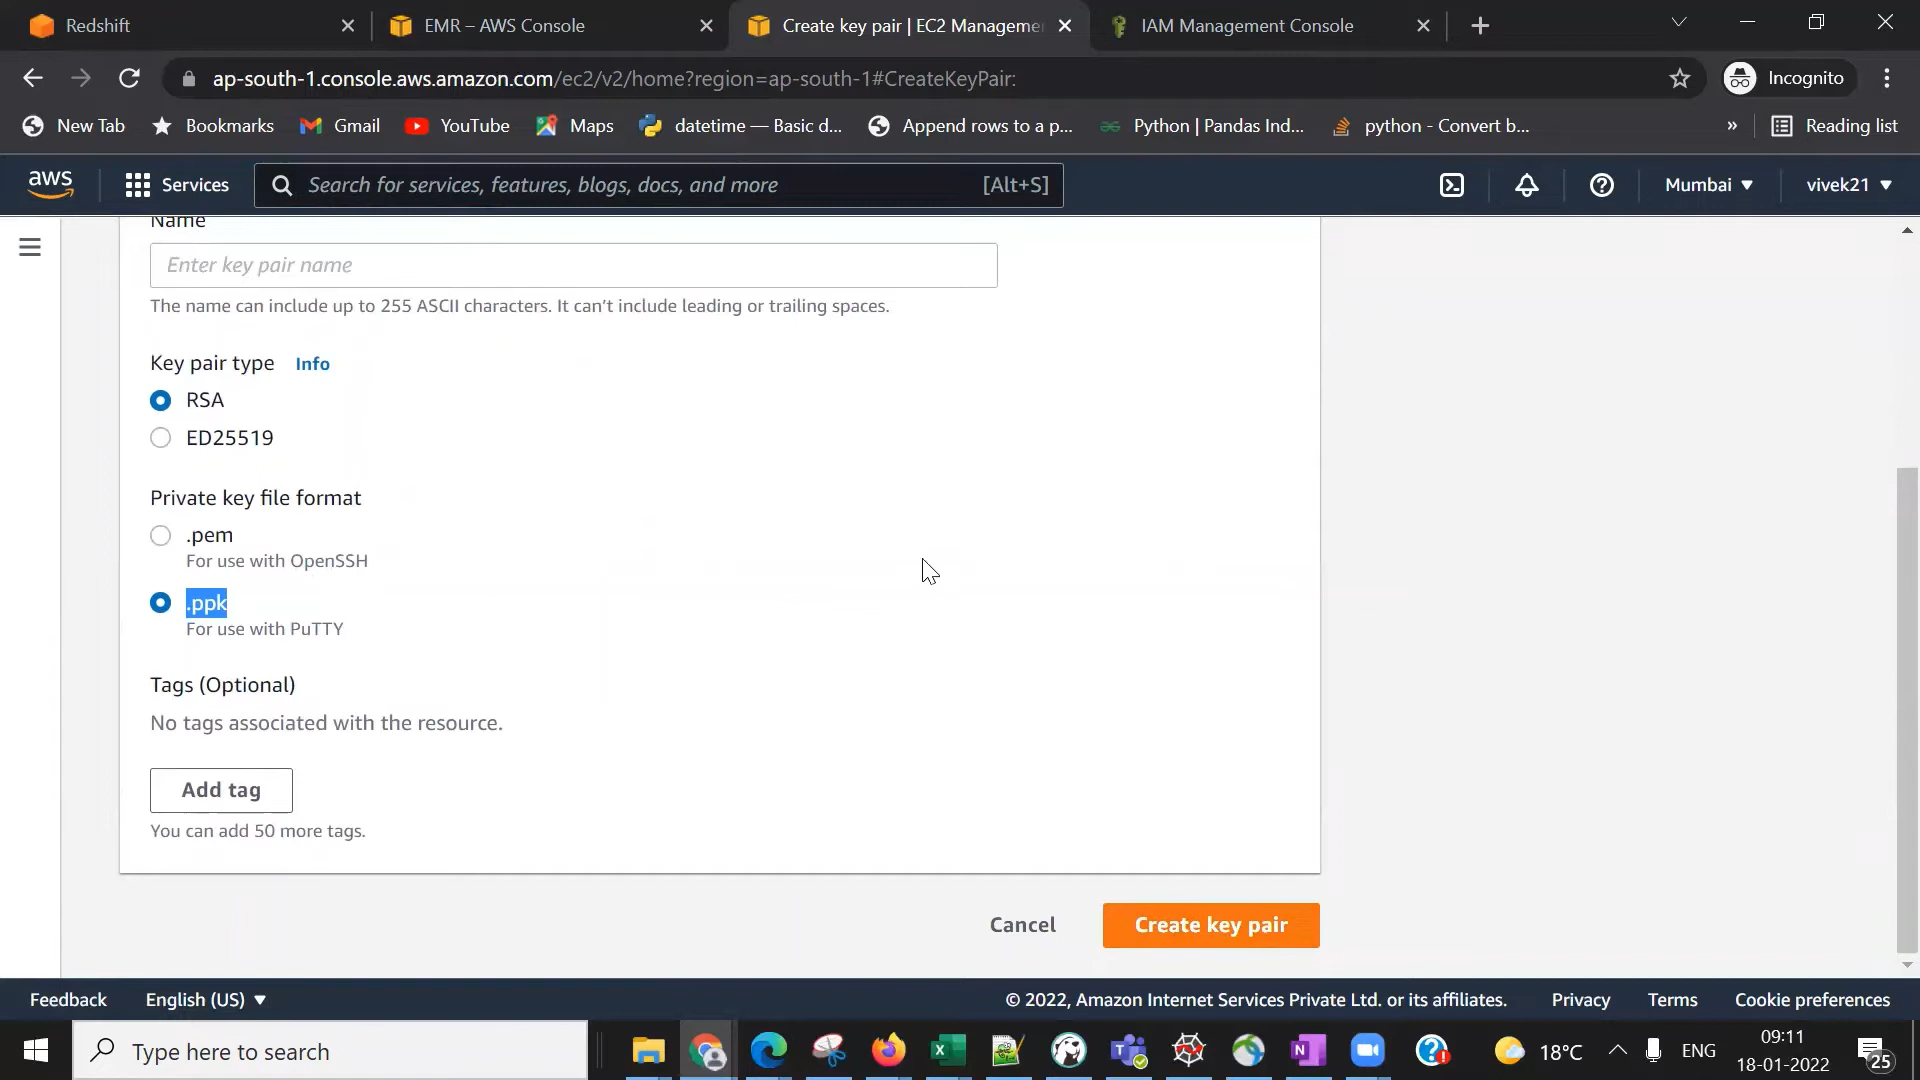 Redshift
EMR – AWS Console
Create key pair | EC2 Manageme
IAM Management Console
ap-south-1.console.aws.amazon.com/ec2/v2/home?region=ap-south-1#CreateKeyPair:
Incognito
New Tab
Bookmarks
Gmail
YouTube
Maps
datetime — Basic d...
Append rows to a p...
Python | Pandas Ind...
python - Convert b...
»
Reading list
aws
Services
Search for services, features, blogs, docs, and more
[Alt+S]
Mumbai
vivek21
Name
Enter key pair name
The name can include up to 255 ASCII characters. It can't include leading or trailing spaces.
Key pair type Info
RSA
ED25519
Private key file format
.pem
For use with OpenSSH
.ppk
For use with PuTTY
Tags (Optional)
No tags associated with the resource.
Add tag
You can add 50 more tags.
Cancel
Create key pair
Feedback
English (US)
© 2022, Amazon Internet Services Private Ltd. or its affiliates.
Privacy
Terms
Cookie preferences
Type here to search
18°C
ENG
09:11
18-01-2022
25